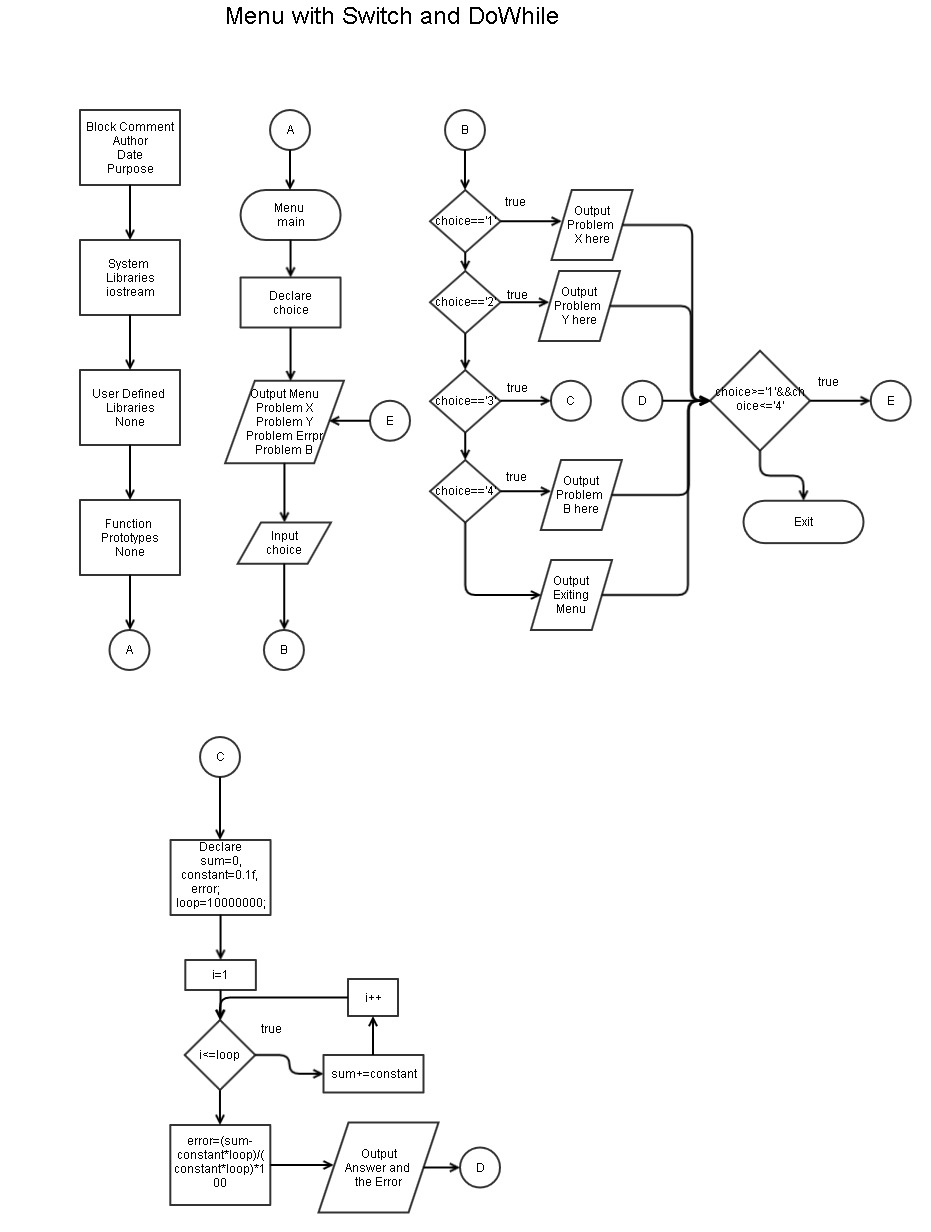 Menu with Switch and DoWhile
Block Comment
Author
Date
Purpose
System
Libraries
iostream
User Defined
Libraries
None
Function
Prototypes
None
A
A
Menu
main
Declare
choice
Output Menu
Problem X
Problem Y
Problem Errpr
Problem B
E
Input
choice
B
B
choice=='1'
true
Output
Problem
X here
choice=='2'
true
Output
Problem
Y here
choice=='3'
true
C
D
choice=='4'
true
Output
Problem
B here
Output
Exiting
Menu
choice>='1'&&ch
oice<='4'
true
E
Exit
C
Declare
sum=0,
constant=0.1f,
error;
loop=10000000;
i=1
i++
i<=loop
true
sum+=constant
error=(sum-
constant*loop)/(
constant*loop)*1
00
Output
Answer and
the Error
D